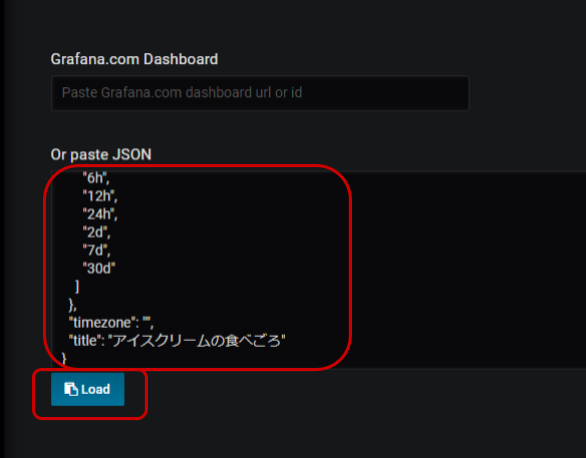 Grafana.com Dashboard
Paste Grafana.com dashboard url or id
Or paste JSON
"6h",
"12h",
"24h",
"2d",
"7d",
"30d"
]
},
"timezone": "",
"title": "アイスクリームの食べごろ"
}
Load